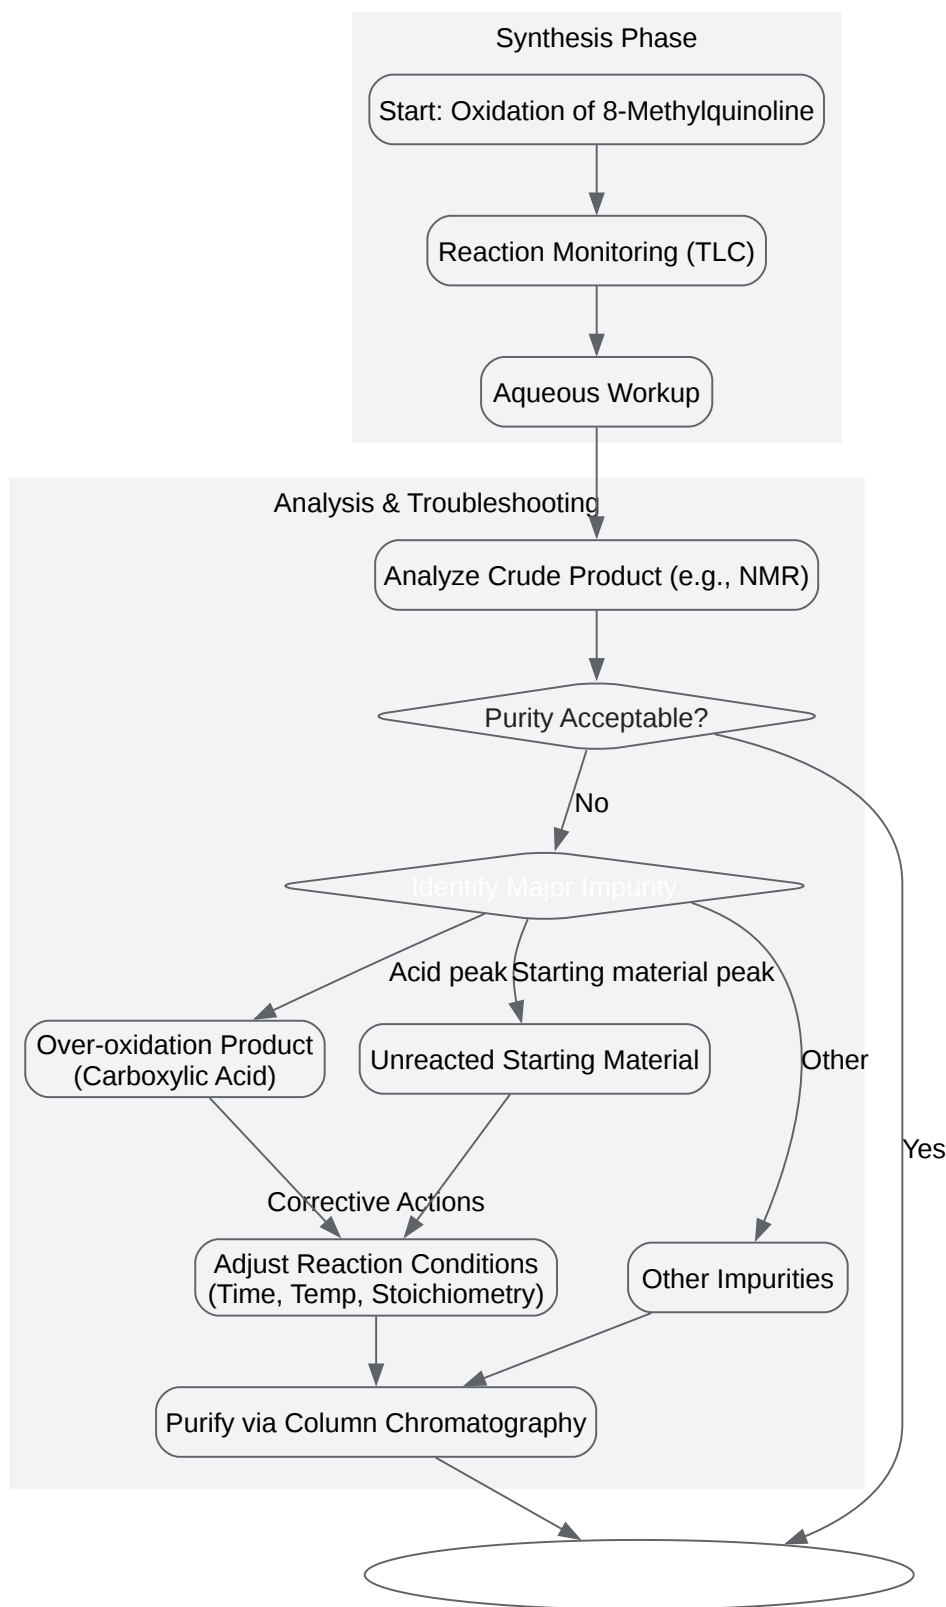 Synthesis Phase
Start: Oxidation of 8-Methylquinoline
Reaction Monitoring (TLC)
Aqueous Workup
Analysis & Troubleshooting
Analyze Crude Product (e.g., NMR)
Purity Acceptable?
No
Identify Major Impurity
Acid peak
Starting material peak
Over-oxidation Product
(Carboxylic Acid)
Unreacted Starting Material
Other
Yes
Corrective Actions
Adjust Reaction Conditions
(Time, Temp, Stoichiometry)
Other Impurities
Purify via Column Chromatography